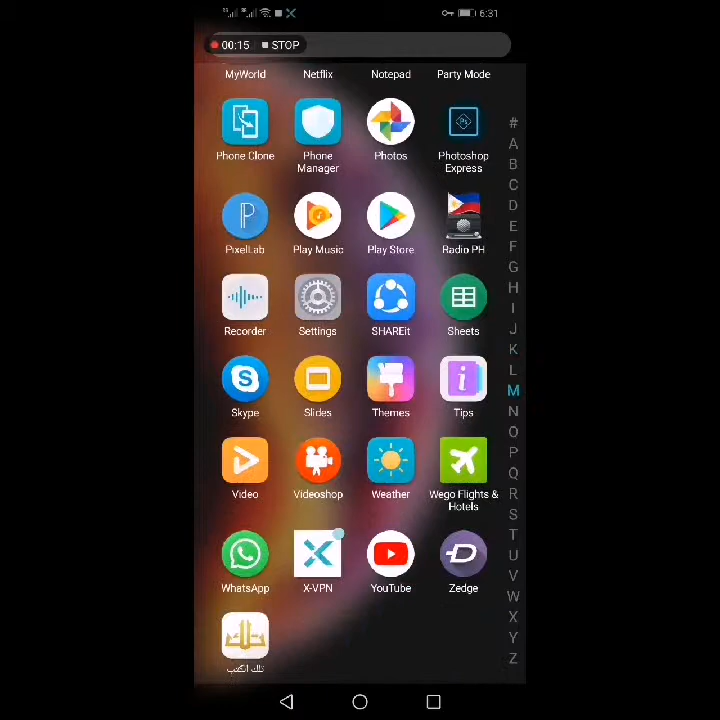 6:31
00:15 STOP
MyWorld Netflix Notepad Party Mode
#
A
Phone Clone Phone Manager Photos Photoshop Express
B
C
D
PixelLab Play Music Play Store Radio PH
E
F
G
H
I
Recorder Settings SHAREit Sheets
J
K
L
M
Skype Slides Themes Tips
N
O
P
Q
Video Videoshop Weather Wego Flights & Hotels
R
S
T
U
V
WhatsApp X-VPN YouTube Zedge
W
X
Y
Z